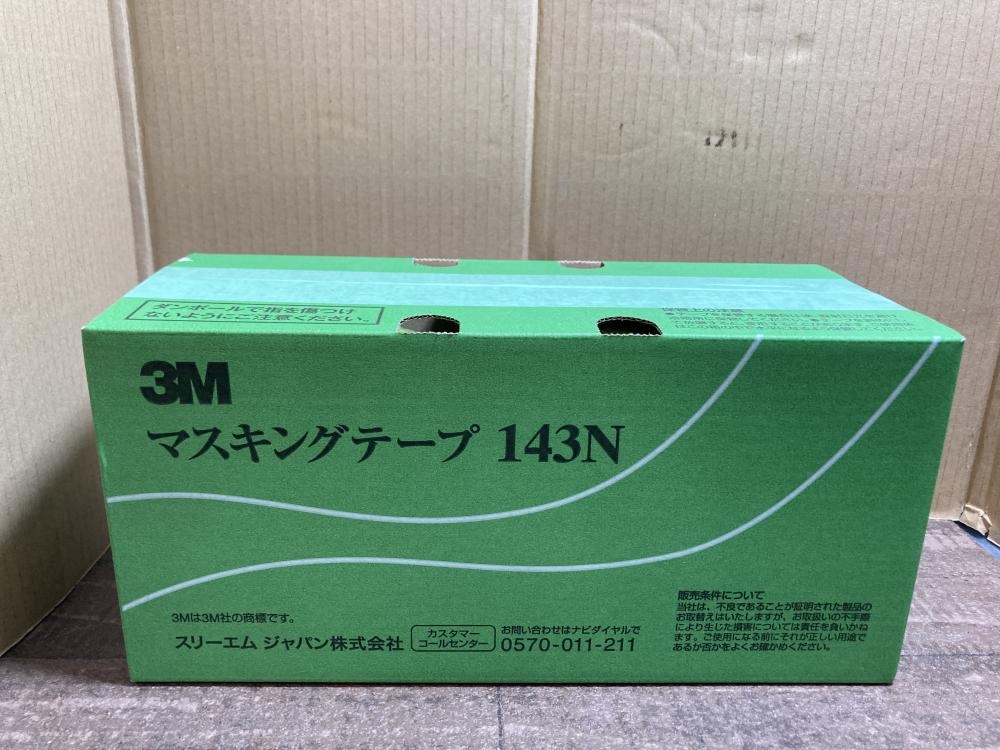 ダンボールで指を傷つけ
ないようにご注意ください。
保管上の注意
3M
マスキングテープ 143N
3Mは3M社の商標です。
スリーエム ジャパン株式会社
カスタマー
コールセンター
お問い合わせはナビダイヤルで
0570-011-211
販売条件について
当社は、不良であることが証明された製品の
お取替えはいたしますが、お取扱いの不手際
により生じた損害については責任を負いかね
ます。ご使用になる前にそれが正しい用途で
あるか否かをよくお確かめください。